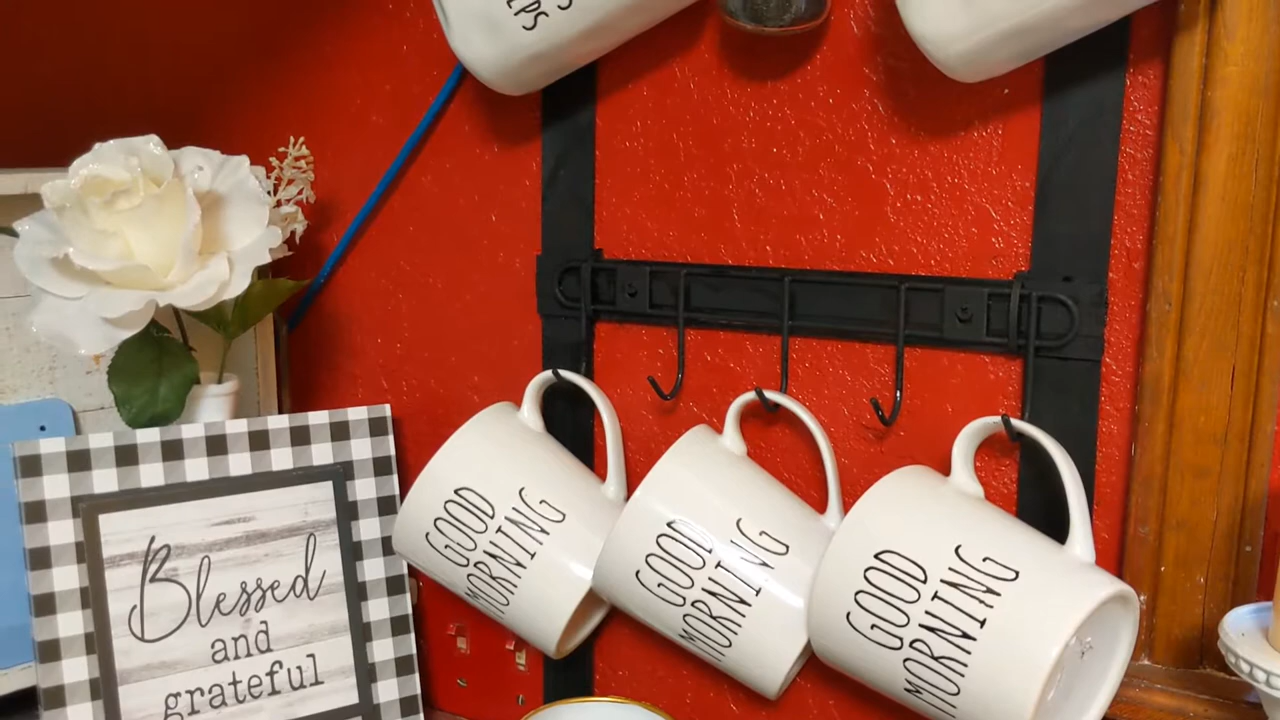 Blessed
and
grateful
GOOD
MORNING
GOOD
MORNING
GOOD
MORNING